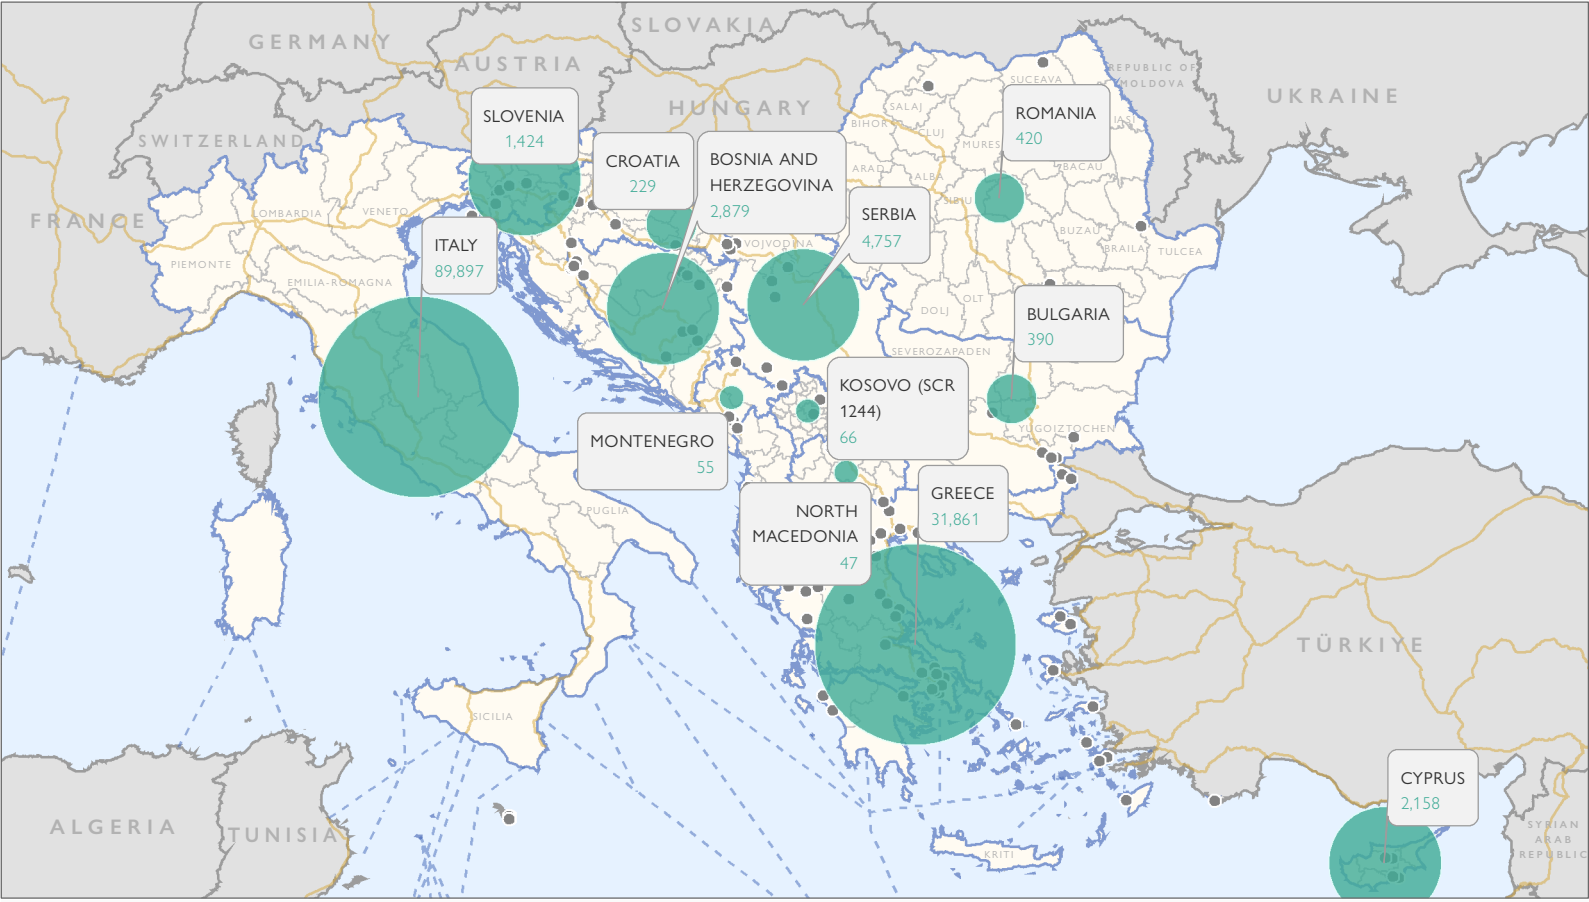 SLOVAKIA
GERMANY
AUSTRIA
REPUBLIC OF
MOLDOVA
SUCEAVA
UKRAINE
HUNGARY
SWITZERLAND
SLOVENIA
1,424
CROATIA
229
BOSNIA AND
HERZEGOVINA
2,879
SERBIA
4,757
ROMANIA
420
SALAJ
BIHOR
CLUJ
IASI
MURES
ARAD
ALBA
BACAU
SIBIU
FRANCE
LOMBARDIA
VENETO
ITALY
89,897
VOJVODINA
BUZAU
BRAILA
TULCEA
PIEMONTE
EMILIA-ROMAGNA
OLT
DOLJ
BULGARIA
390
SEVEROZAPADEN
KOSOVO (SCR
1244)
66
MONTENEGRO
55
YUGOIZTOCHEN
GREECE
31,861
NORTH
MACEDONIA
47
PUGLIA
TÜRKIYE
SICILIA
CYPRUS
2,158
ALGERIA
TUNISIA
KRITI
SYRIAN
ARAB
REPUBLIC